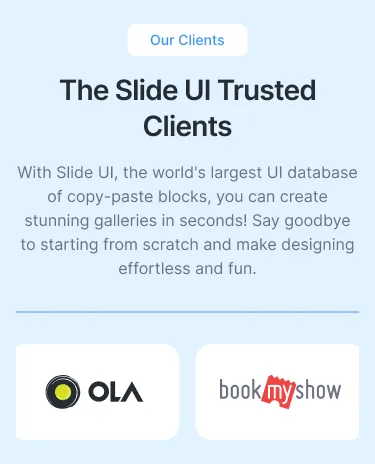 Our Clients
The Slide UI Trusted
Clients
With Slide UI, the world's largest UI database
of copy-paste blocks, you can create
stunning galleries in seconds! Say goodbye
to starting from scratch and make designing
effortless and fun.
OLA
bookmyshow